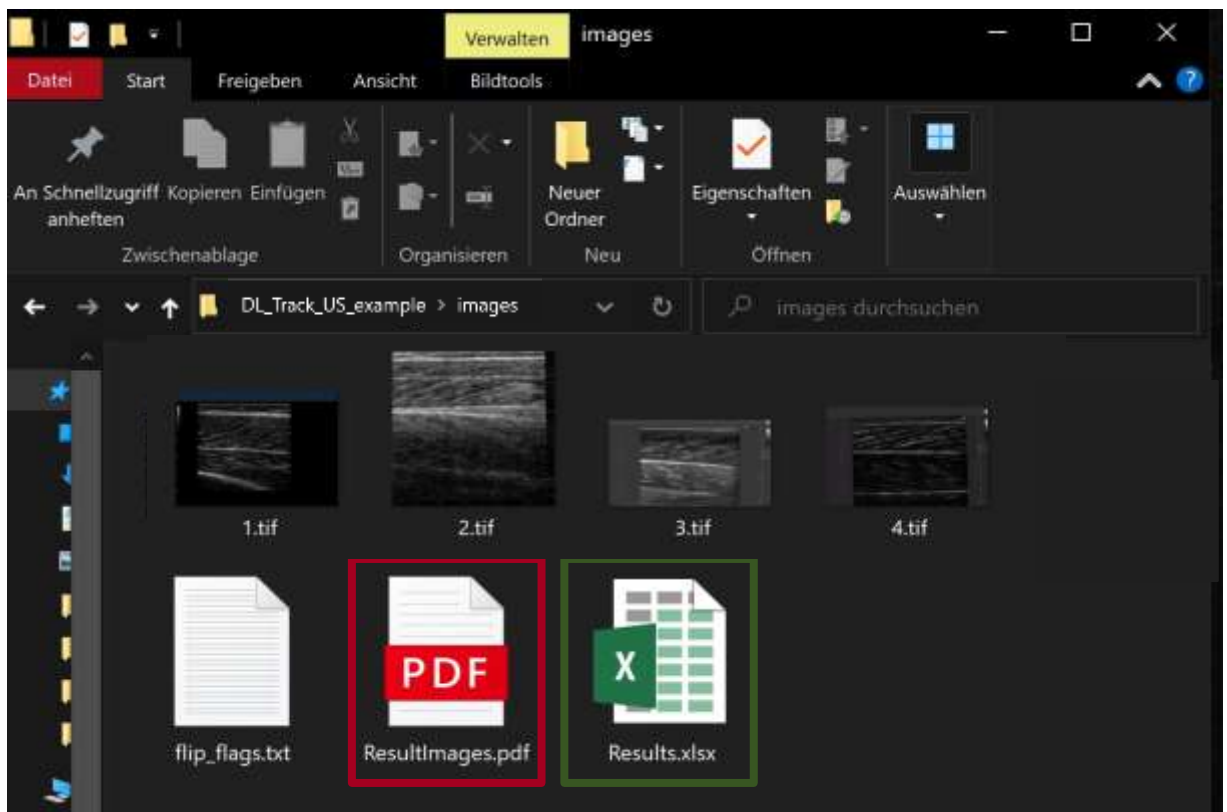 Verwalten images
Datei Start Freigeben Ansicht Bildtools
An Schnellzugriff Kopieren Einfügen Neuer Eigenschaften Auswählen
anheften Ordner
Zwischenablage Organisieren Neu Öffnen
DL_Track_US_example > images images durchsuchen
1.tif 2.tif 3.tif 4.tif
PDF X
flip_flags.txt ResultImages.pdf Results.xlsx